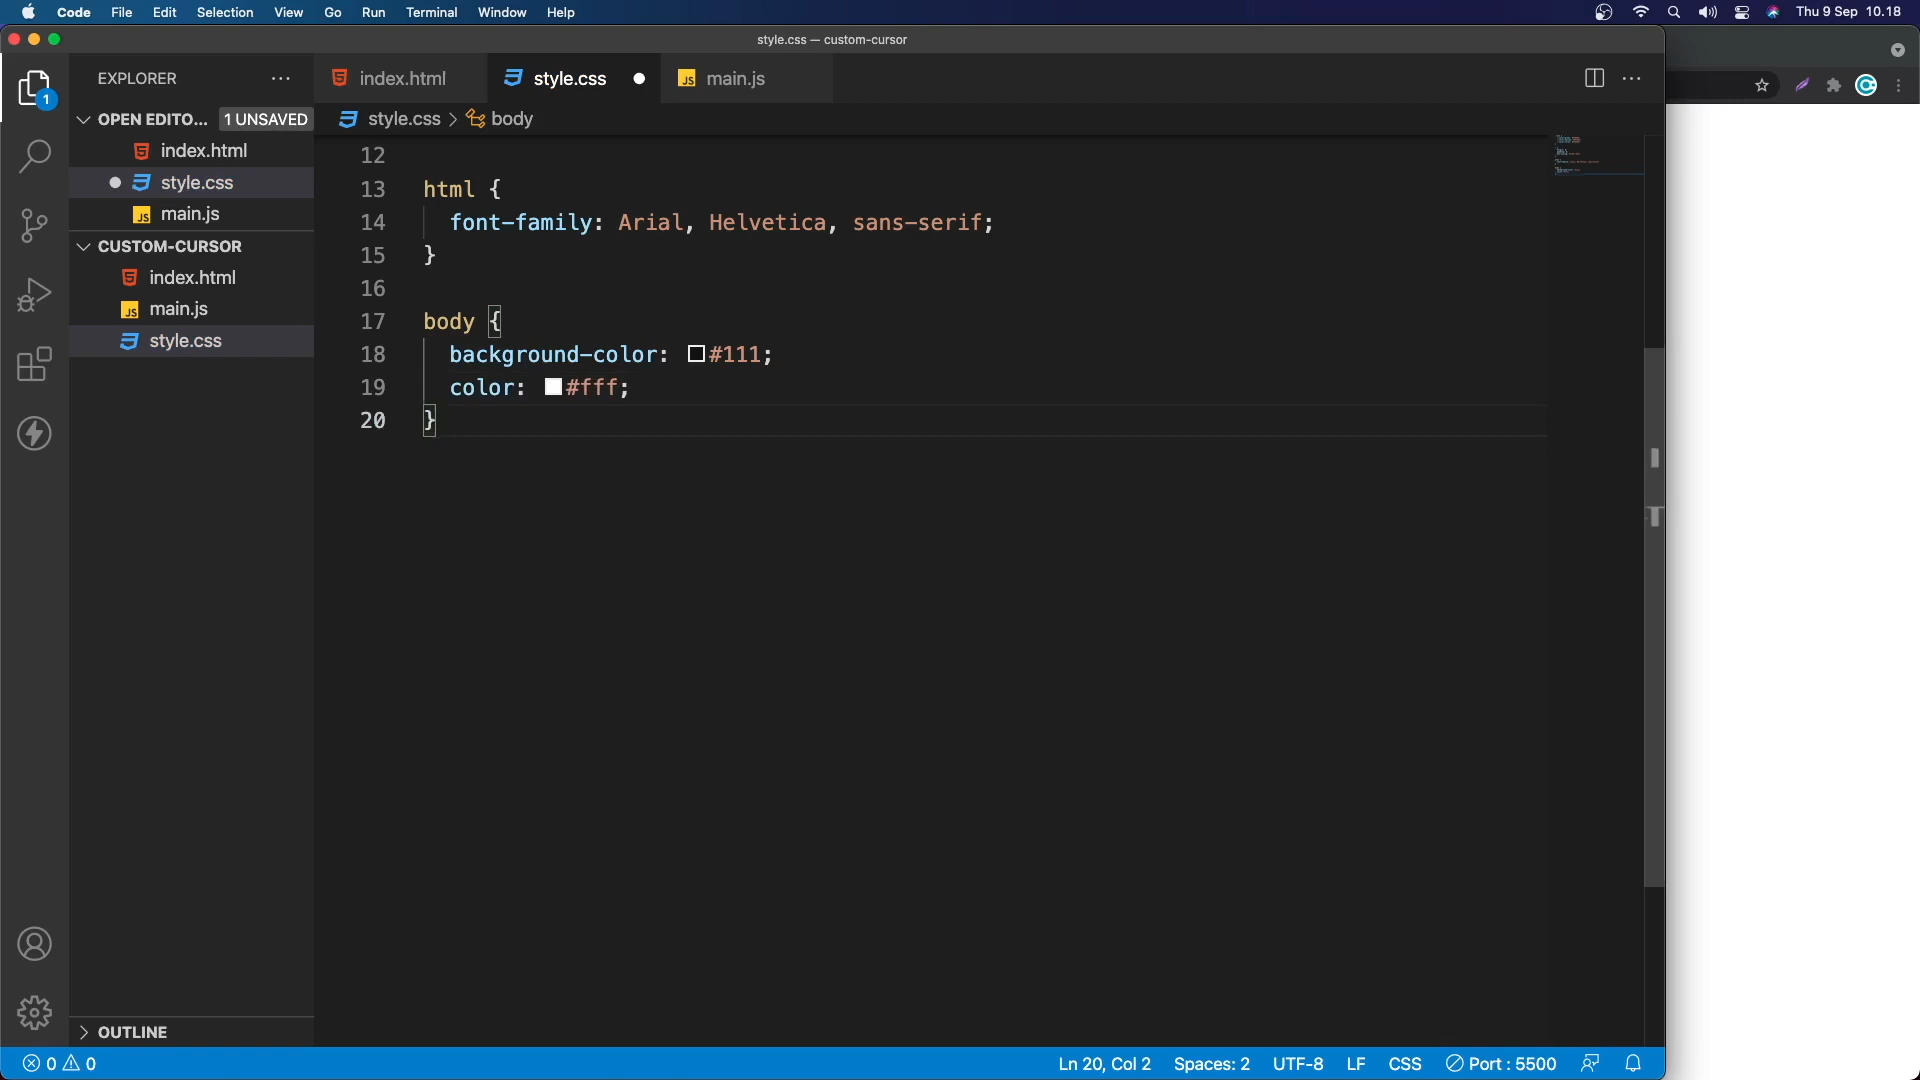 Code File Edit Selection View Go Run Terminal Window Help Thu 9 Sep 10.18
style.css — custom-cursor
EXPLORER
index.html style.css main.js
OPEN EDITO... 1 UNSAVED
index.html
style.css
main.js
CUSTOM-CURSOR
index.html
main.js
style.css
OUTLINE
style.css > body
12
13 html {
14 font-family: Arial, Helvetica, sans-serif;
15 }
16
17 body {
18 background-color: #111;
19 color: #fff;
20 }
1
0 0 Ln 20, Col 2 Spaces: 2 UTF-8 LF CSS Port : 5500